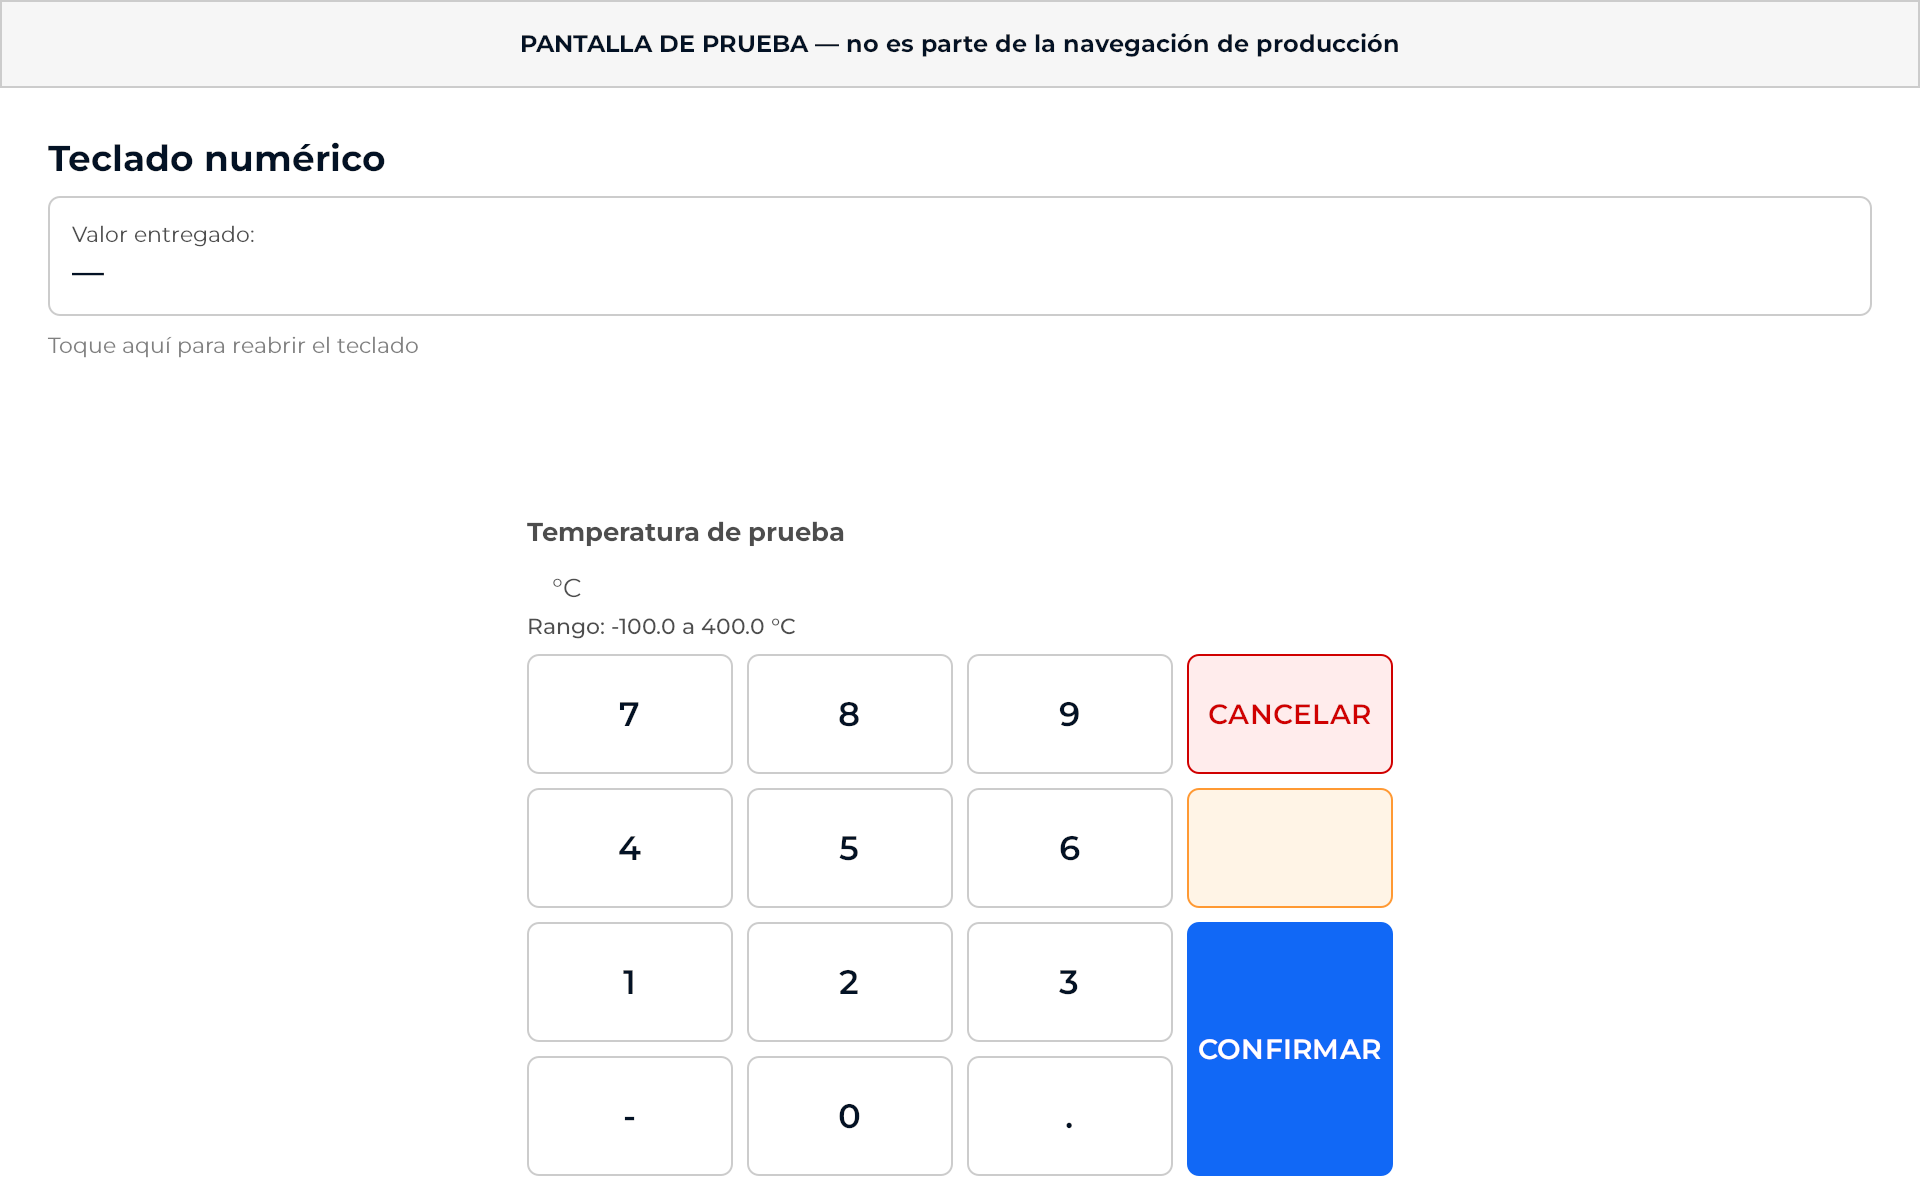 PANTALLA DE PRUEBA — no es parte de la navegación de producción
Teclado numérico
Valor entregado:
—
Toque aquí para reabrir el teclado
Temperatura de prueba
°C
Rango: -100.0 a 400.0 °C
7 8 9 CANCELAR
4 5 6
1 2 3
CONFIRMAR
- 0 .